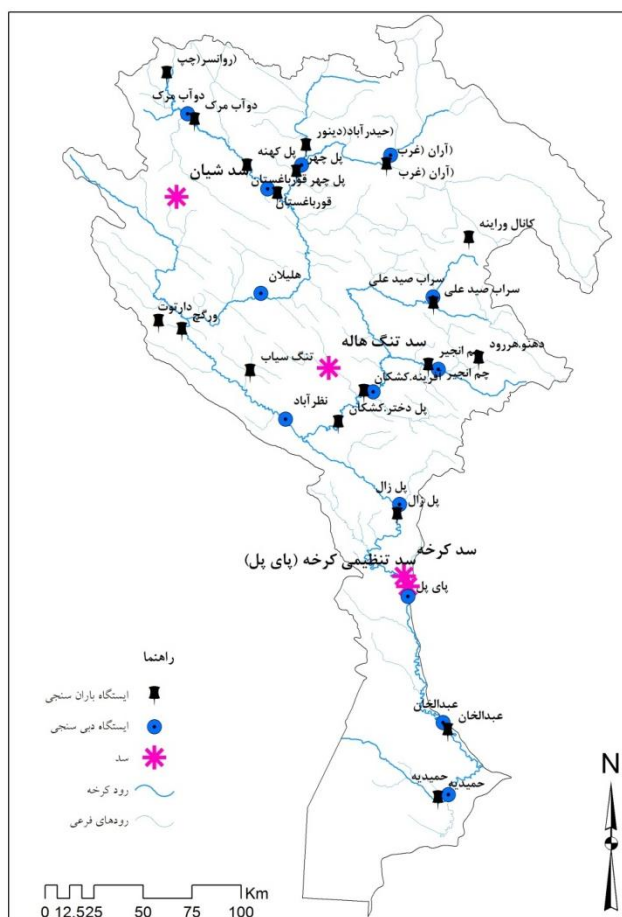 روانسر(چپ)
دوآب مرک
دوآب مرک
حیدرآباد(دینور)
پل کهنه
پل چهر
آران (غرب)
آران (غرب)
سد شیان
پل چهر
قورباغستان
قورباغستان
کانال وراینه
هلیلان
سراب صید علی
سراب صید علی
دارتوت
ورگچ
سد تنگ هاله
دهنو.هررود
تنگ سیاب
چم انجیر
چم انجیر
آفرینه.کشکان
نظرآباد
پل دختر.کشکان
پل زال
پل زال
سد کرخه
سد تنظیمی کرخه (پای پل)
پای پل
راهنما
ایستگاه باران سنجی
ایستگاه دبی سنجی
سد
رود کرخه
رودهای فرعی
عبدالخان
عبدالخان
حمیدیه
حمیدیه
N
Km
0 12.525 50 75 100